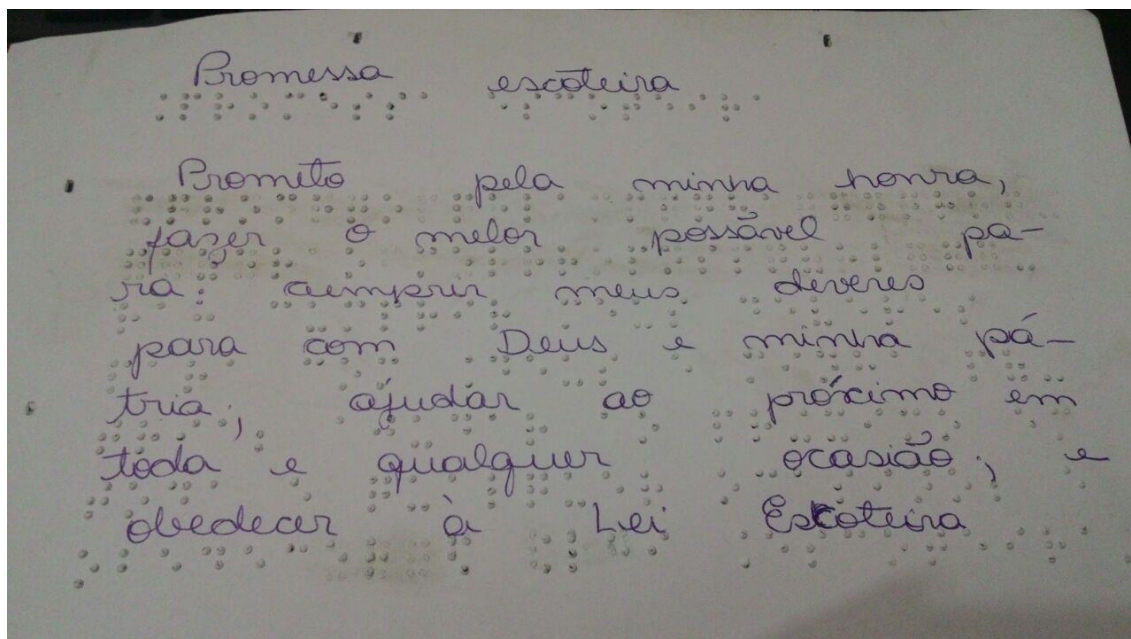 Promessa escoteira
Prometo pela minha honra,
fazer o melor possável pa-
ra: cumprir meus deveres
para com Deus e minha pá-
tria; ajudar ao próximo em
toda e qualquer ocasião; e
obedecer à Lei Escoteira